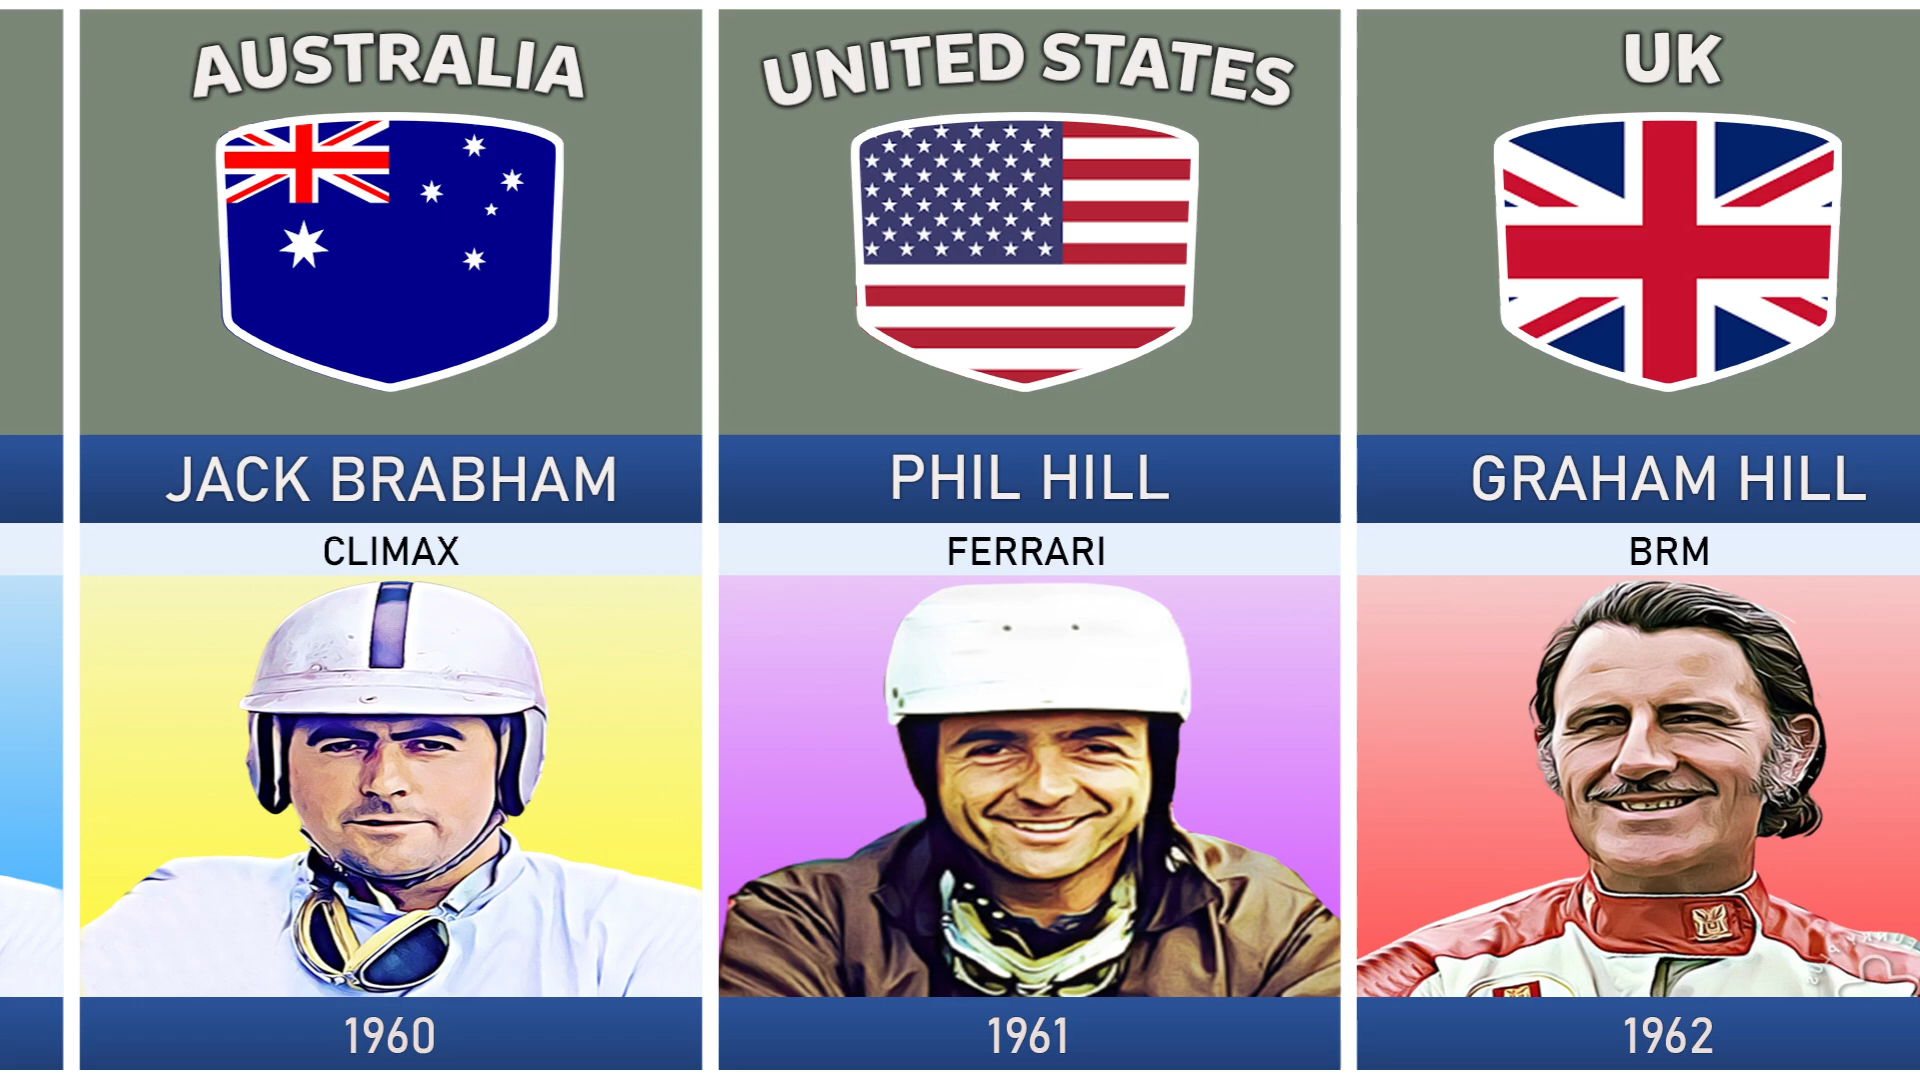 AUSTRALIA
JACK BRABHAM
CLIMAX
1960
UNITED STATES
PHIL HILL
FERRARI
1961
UK
GRAHAM HILL
BRM
1962